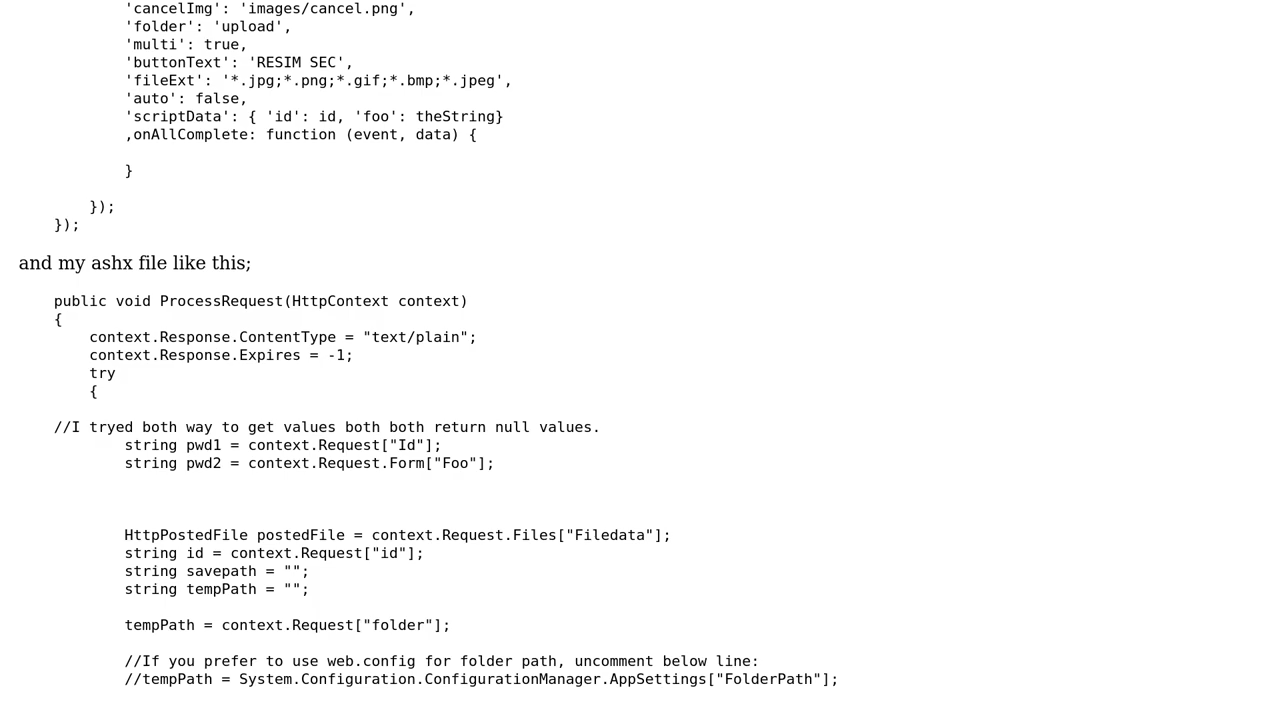 'cancelImg': 'images/cancel.png',
'folder': 'upload',
'multi': true,
'buttonText': 'RESIM SEC',
'fileExt': '*.jpg;*.png;*.gif;*.bmp;*.jpeg',
'auto': false,
'scriptData': { 'id': id, 'foo': theString}
,onAllComplete: function (event, data) {
}
});
});
and my ashx file like this;
public void ProcessRequest(HttpContext context)
{
context.Response.ContentType = "text/plain";
context.Response.Expires = -1;
try
{
//I tryed both way to get values both both return null values.
string pwd1 = context.Request["Id"];
string pwd2 = context.Request.Form["Foo"];
HttpPostedFile postedFile = context.Request.Files["Filedata"];
string id = context.Request["id"];
string savepath = "";
string tempPath = "";
tempPath = context.Request["folder"];
//If you prefer to use web.config for folder path, uncomment below line:
//tempPath = System.Configuration.ConfigurationManager.AppSettings["FolderPath"];